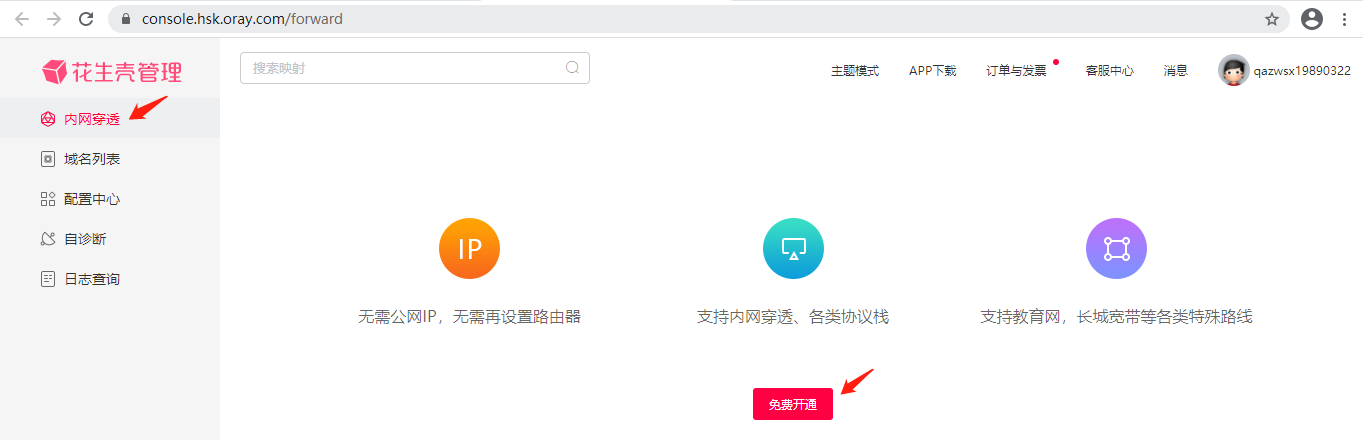 console.hsk.oray.com/forward
花生壳管理
搜索映射
主题模式
APP下载
订单与发票
客服中心
消息
qazwsx19890322
内网穿透
域名列表
配置中心
自诊断
日志查询
IP
无需公网IP，无需再设置路由器
支持内网穿透、各类协议栈
支持教育网，长城宽带等各类特殊路线
免费开通